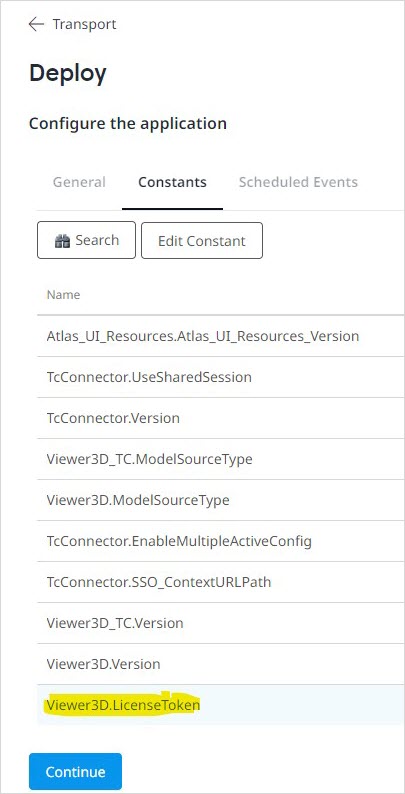 Transport
Deploy
Configure the application
General Constants Scheduled Events
Search Edit Constant
Name
Atlas_UI_Resources.Atlas_UI_Resources_Version
TcConnector.UseSharedSession
TcConnector.Version
Viewer3D_TC.ModelSourceType
Viewer3D.ModelSourceType
TcConnector.EnableMultipleActiveConfig
TcConnector.SSO_ContextURLPath
Viewer3D_TC.Version
Viewer3D.Version
Viewer3D.LicenseToken
Continue